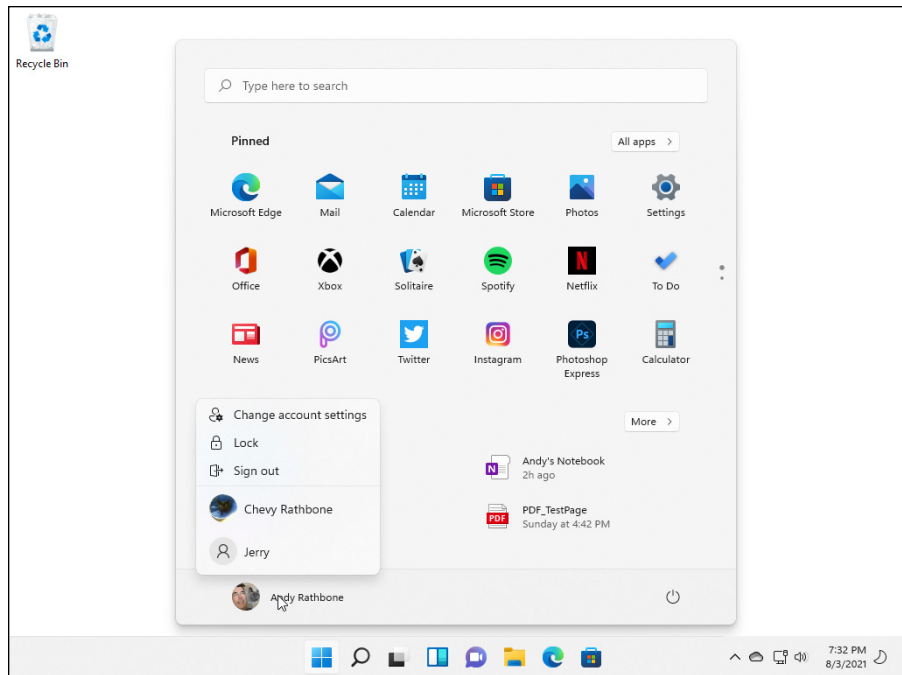 Recycle Bin
Type here to search
Pinned
All apps >
Microsoft Edge
Mail
Calendar
Microsoft Store
Photos
Settings
Office
Xbox
Solitaire
Spotify
Netflix
To Do
News
PicsArt
Twitter
Instagram
Ps
Photoshop
Express
Calculator
Change account settings
Lock
Sign out
Chevy Rathbone
Jerry
More >
N
Andy's Notebook
2h ago
PDF
PDF_TestPage
Sunday at 4:42 PM
Andy Rathbone
7:32 PM
8/3/2021